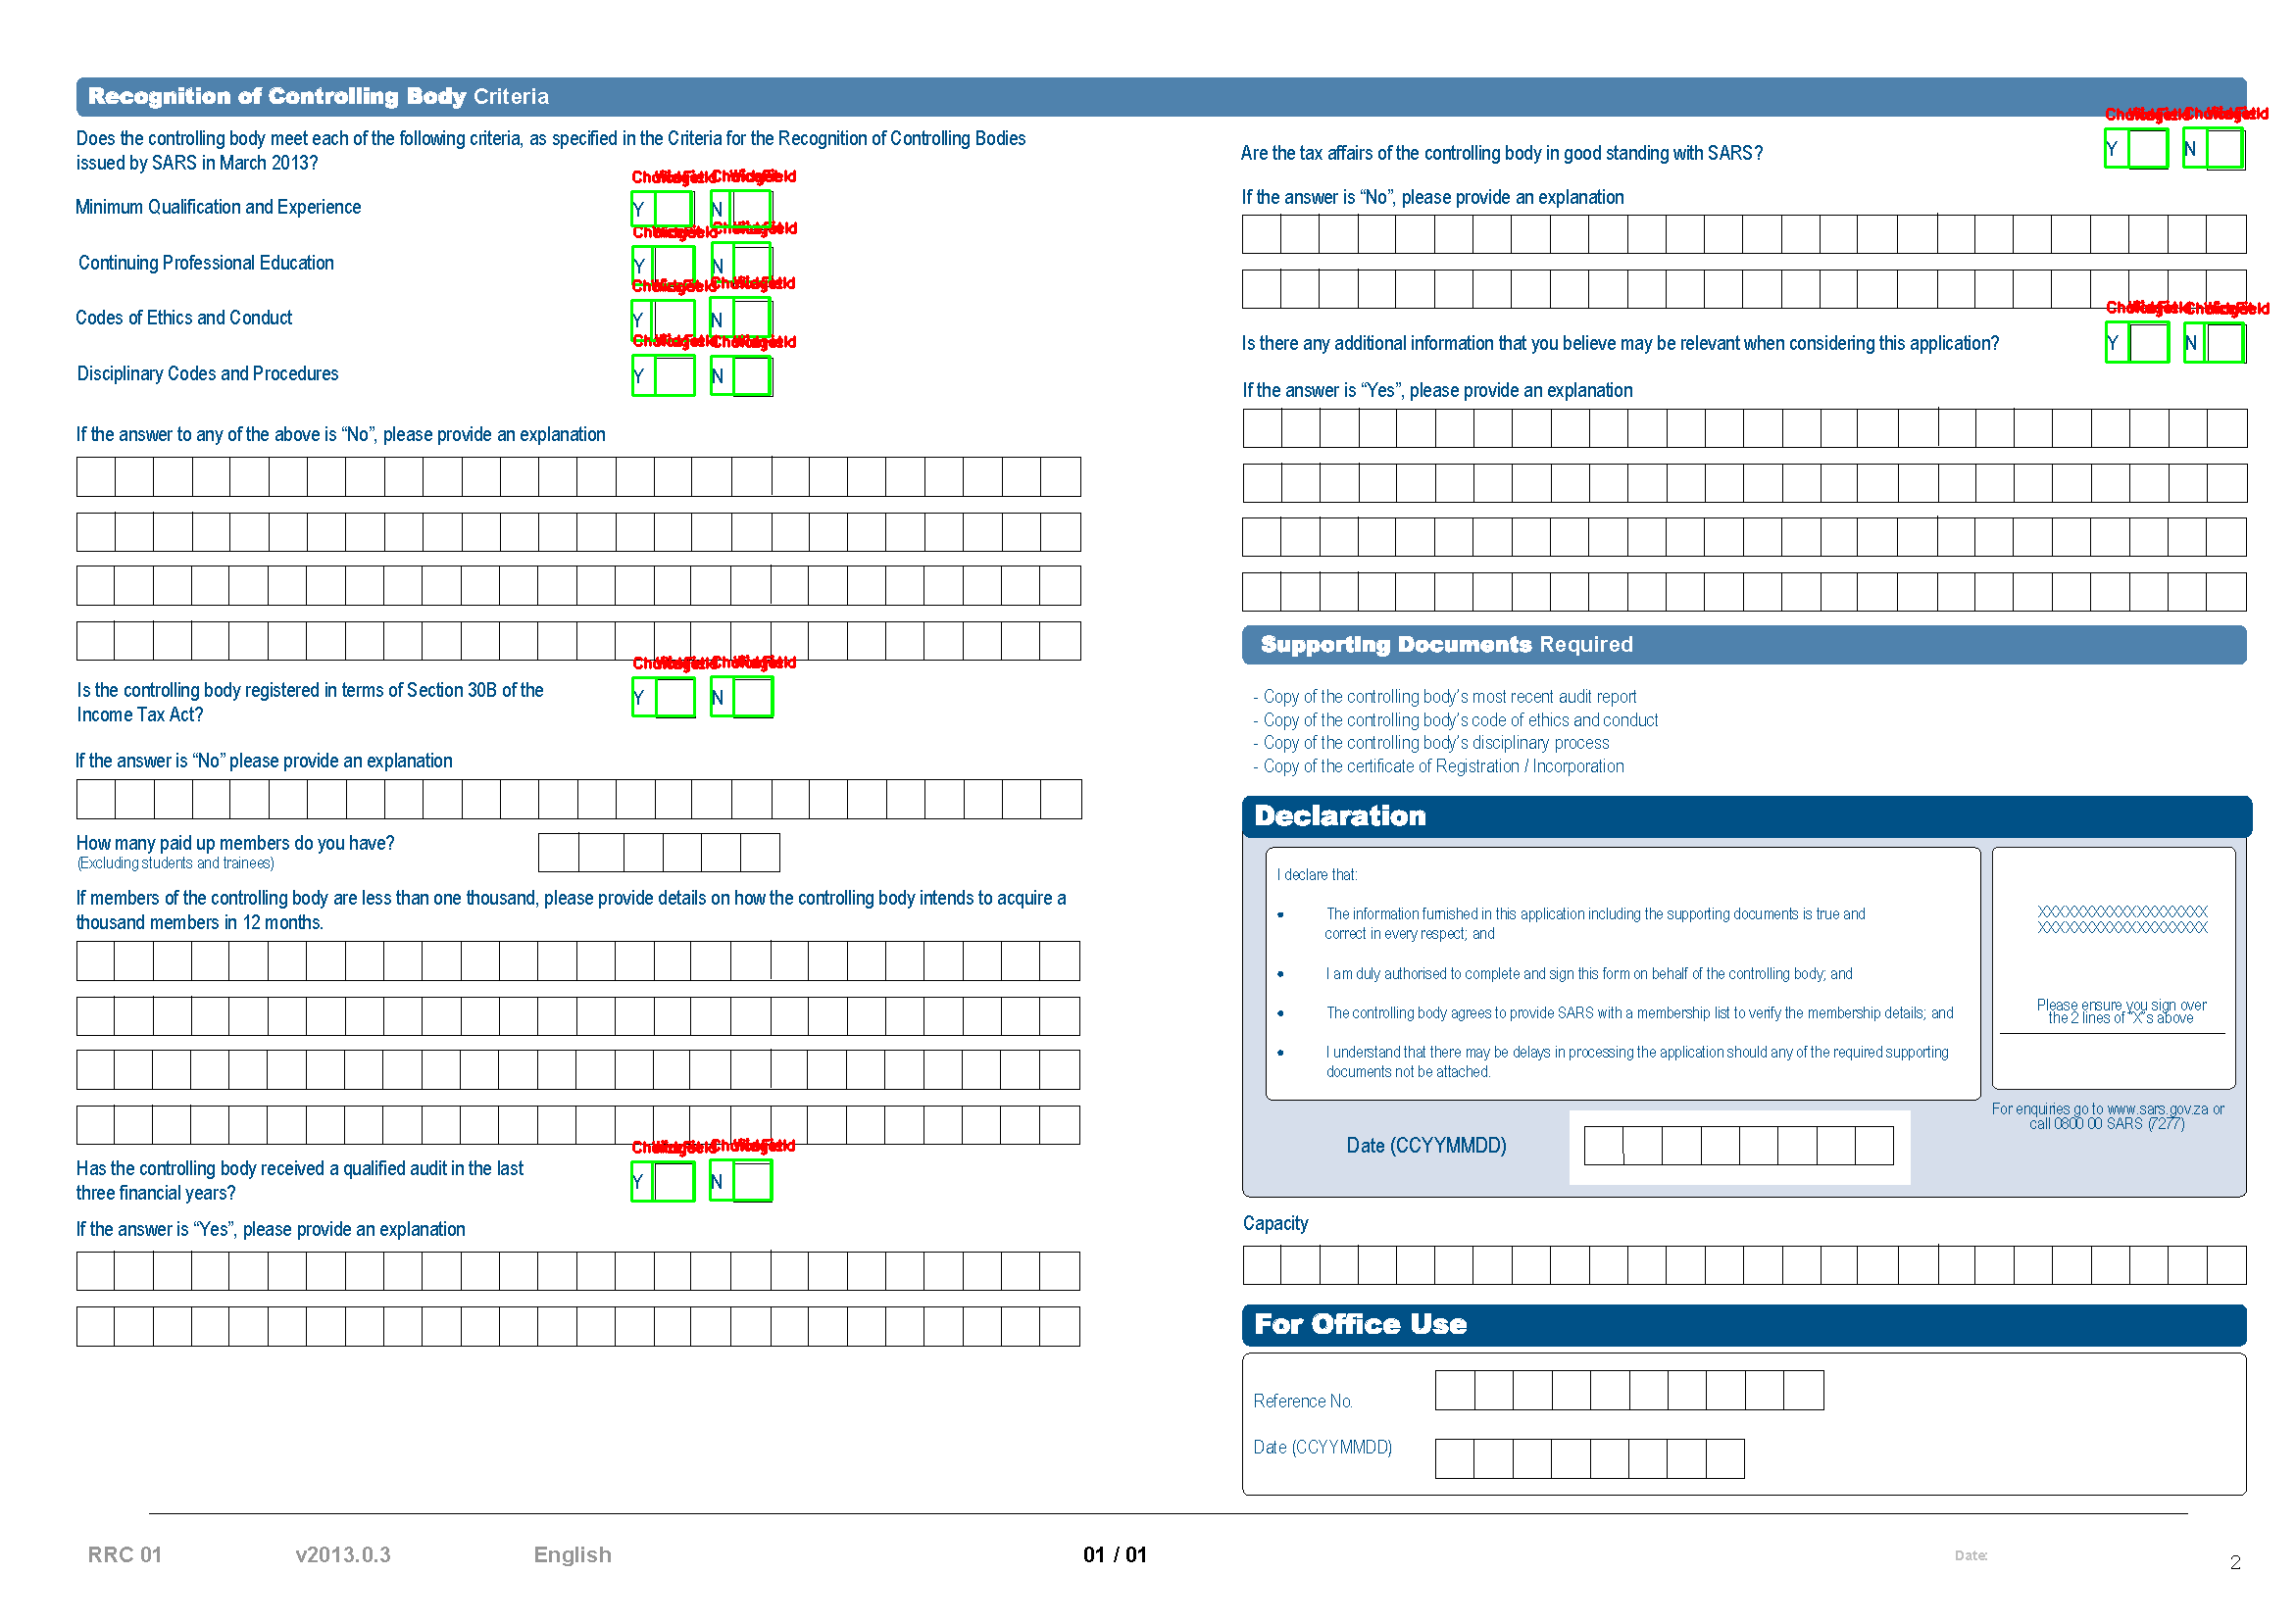 Recognition of Controlling Body Criteria
Does the controlling body meet each of the following criteria, as specified in the Criteria for the Recognition of Controlling Bodies
issued by SARS in March 2013?
Minimum Qualification and Experience
Y N
Continuing Professional Education
Y N
Codes of Ethics and Conduct
Y N
Disciplinary Codes and Procedures
Y N
If the answer to any of the above is “No”, please provide an explanation
Is the controlling body registered in terms of Section 30B of the
Income Tax Act?
Y N
If the answer is “No” please provide an explanation
How many paid up members do you have?
(Excluding students and trainees)
If members of the controlling body are less than one thousand, please provide details on how the controlling body intends to acquire a
thousand members in 12 months.
Has the controlling body received a qualified audit in the last
three financial years?
Y N
If the answer is “Yes”, please provide an explanation
Are the tax affairs of the controlling body in good standing with SARS?
Y N
If the answer is “No”, please provide an explanation
Is there any additional information that you believe may be relevant when considering this application?
Y N
If the answer is “Yes”, please provide an explanation
Supporting Documents Required
- Copy of the controlling body’s most recent audit report
- Copy of the controlling body’s code of ethics and conduct
- Copy of the controlling body’s disciplinary process
- Copy of the certificate of Registration / Incorporation
Declaration
I declare that:
• The information furnished in this application including the supporting documents is true and
correct in every respect; and
• I am duly authorised to complete and sign this form on behalf of the controlling body; and
• The controlling body agrees to provide SARS with a membership list to verify the membership details; and
• I understand that there may be delays in processing the application should any of the required supporting
documents not be attached.
XXXXXXXXXXXXXXXXXXXX
XXXXXXXXXXXXXXXXXXXX
Please ensure you sign over
the 2 lines of “X”s above
For enquiries go to www.sars.gov.za or
call 0800 00 SARS (7277)
Date (CCYYMMDD)
Capacity
For Office Use
Reference No.
Date (CCYYMMDD)
RRC 01 v2013.0.3 English 01 / 01 Date: 2